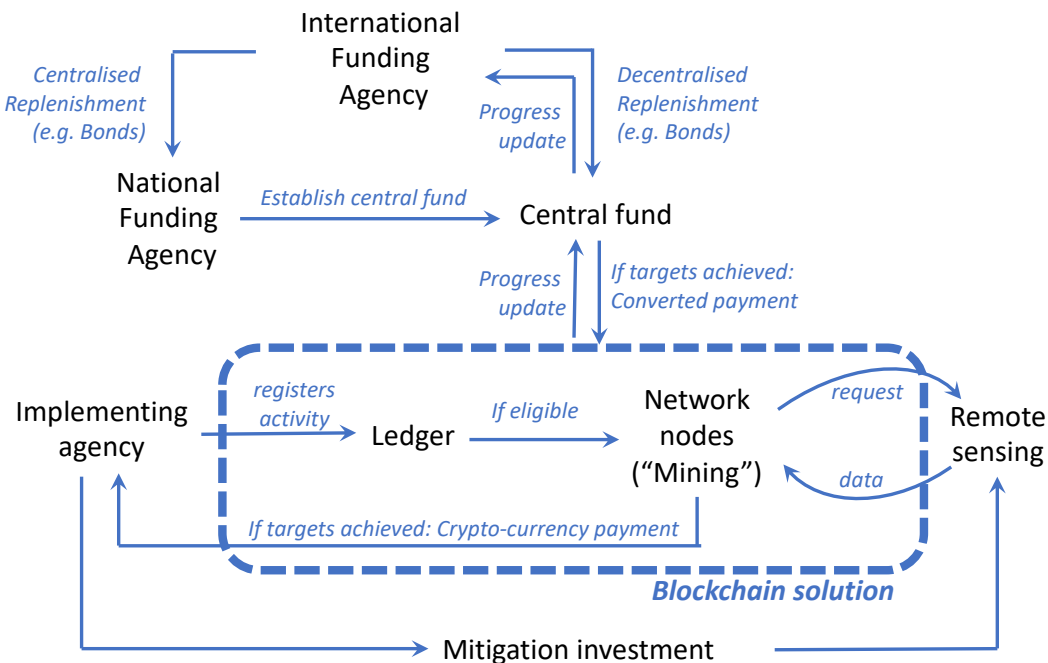 International
Funding
Agency
Centralised
Replenishment
(e.g. Bonds)
Progress
update
Decentralised
Replenishment
(e.g. Bonds)
National
Funding
Agency
Establish central fund
Central fund
Progress
update
If targets achieved:
Converted payment
Implementing
agency
registers
activity
Ledger
If eligible
Network
nodes
(“Mining”)
request
data
Remote
sensing
If targets achieved: Crypto-currency payment
Blockchain solution
Mitigation investment